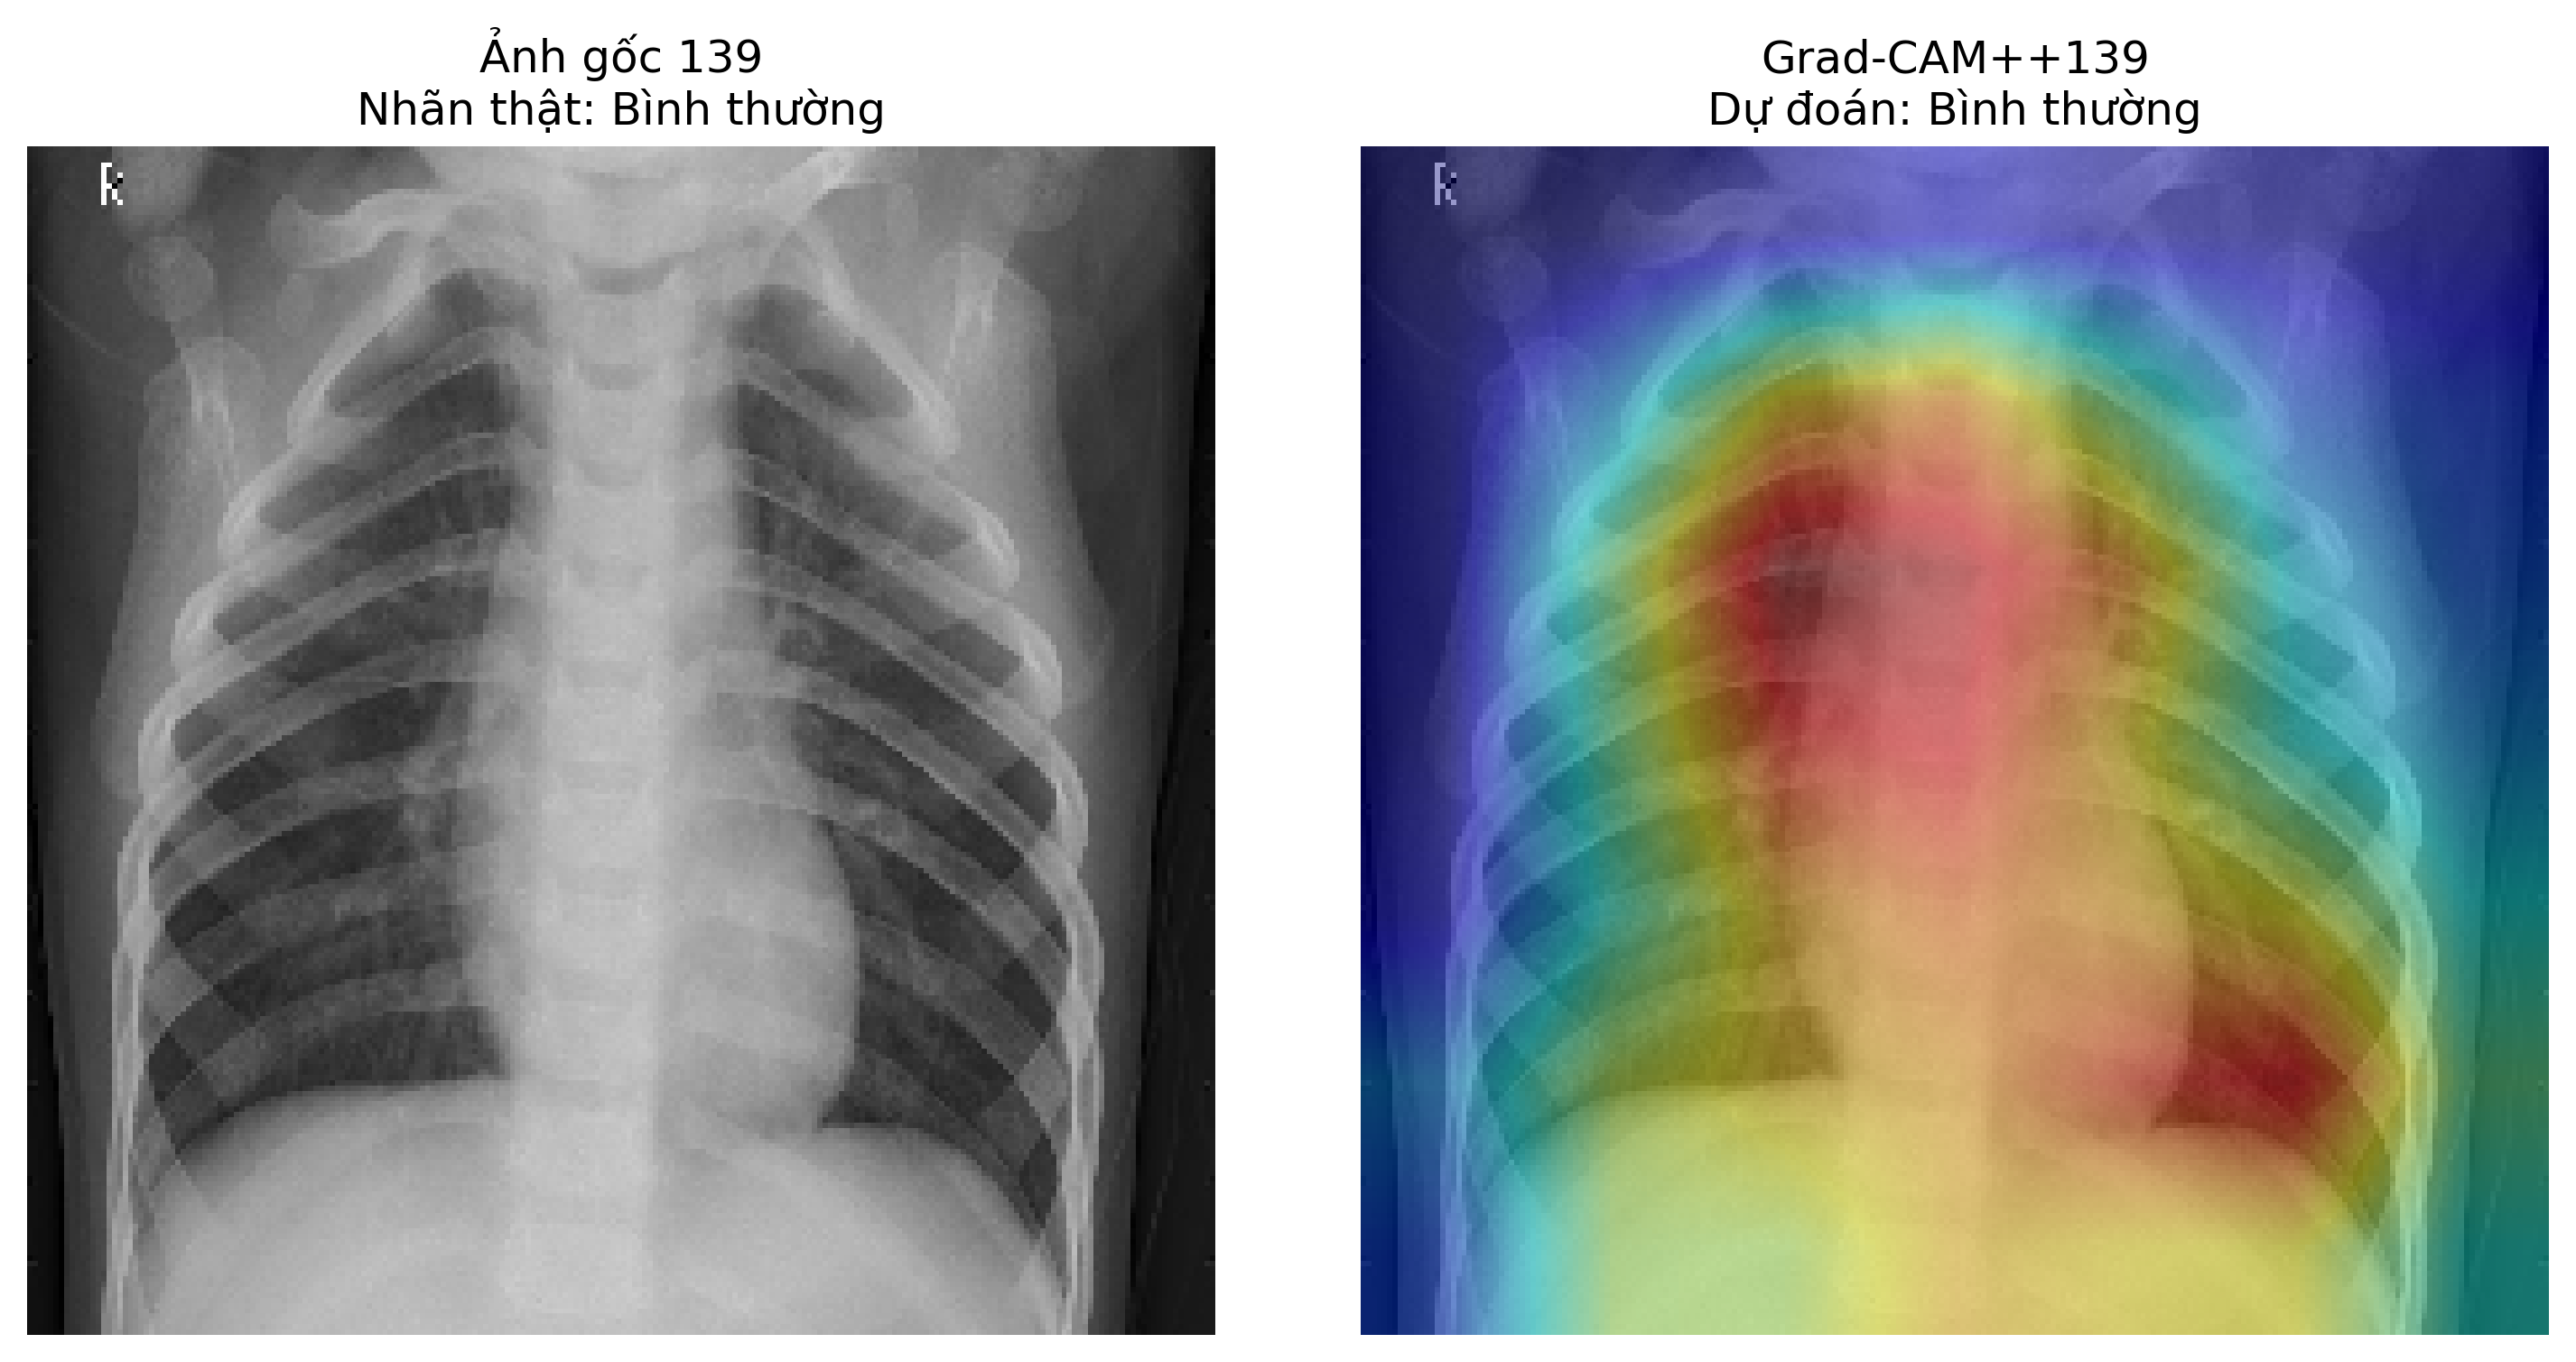 Ảnh gốc 139
Nhãn thật: Bình thường
Grad-CAM++139
Dự đoán: Bình thường
R